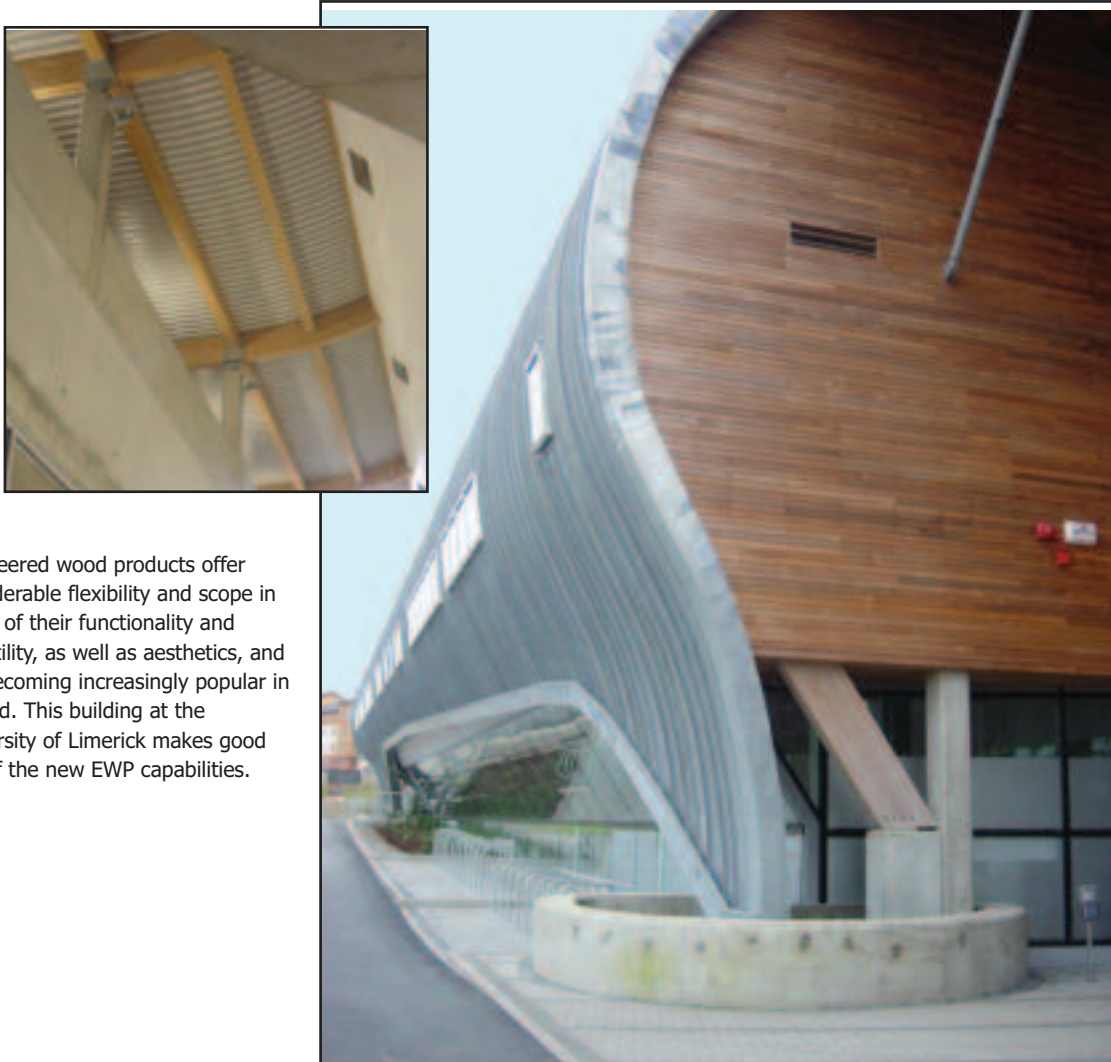 eered wood products offer
derable flexibility and scope in
of their functionality and
tility, as well as aesthetics, and
ecoming increasingly popular in
d. This building at the
rsity of Limerick makes good
f the new EWP capabilities.